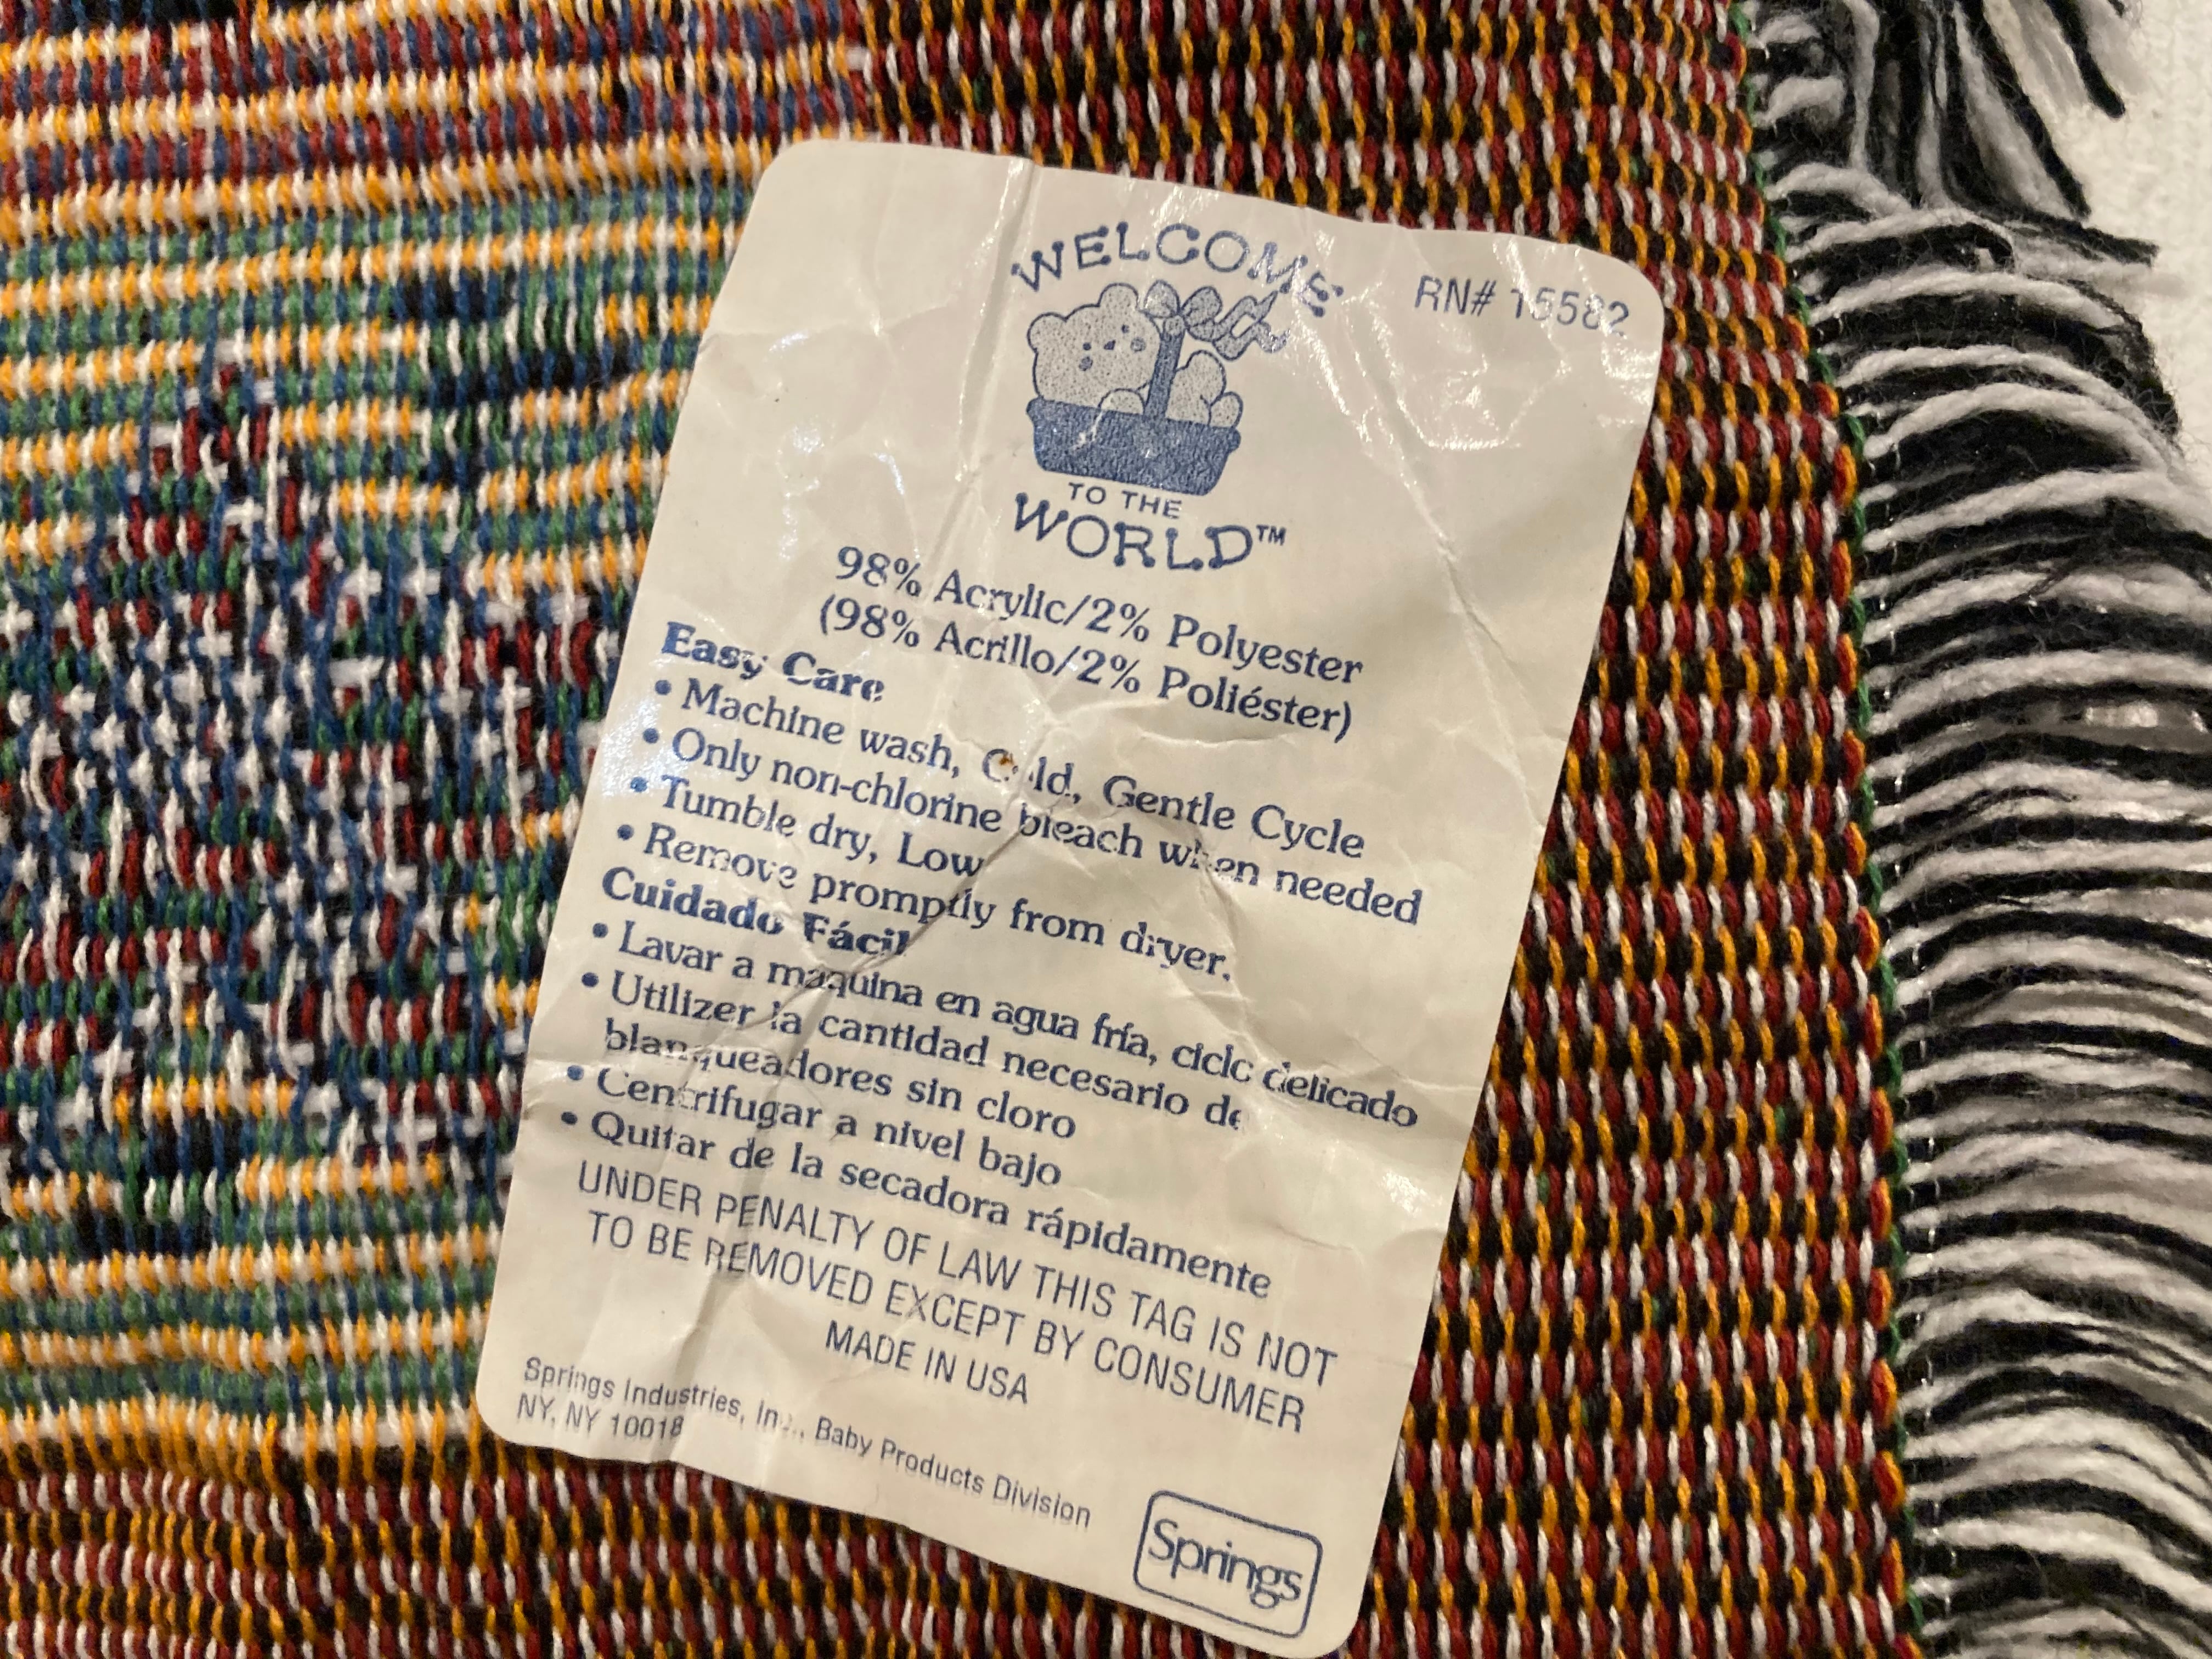 WELCOME
RN# 15582
TO THE
WORLD™
98% Acrylic/2% Polyester
(98% Acrillo/2% Poliéster)
Easy Care
• Machine wash, Cold, Gentle Cycle
• Only non-chlorine bleach when needed
• Tumble dry, Low
• Remove promptly from dryer.
Cuidado Fácil
• Lavar a maquina en agua fría, ciclo delicado
• Utilizer la cantidad necesario de
blanqueadores sin cloro
• Centrifugar a nivel bajo
• Quitar de la secadora rápidamente
UNDER PENALTY OF LAW THIS TAG IS NOT
TO BE REMOVED EXCEPT BY CONSUMER
MADE IN USA
Springs Industries, Inc., Baby Products Division
NY, NY 10018
Springs